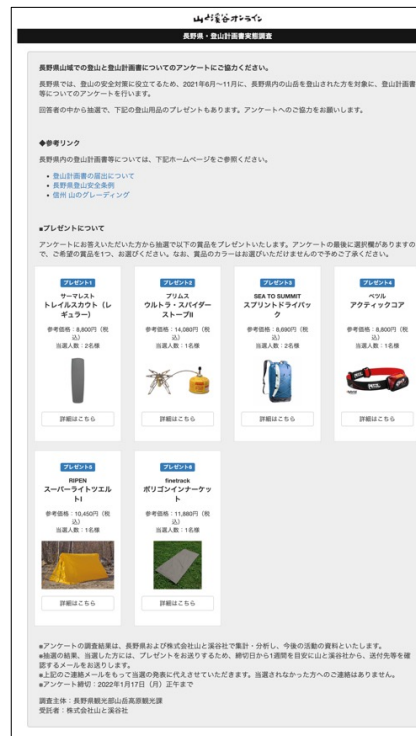 山と溪谷オンライン
長野県・登山計画書実態調査
長野県山域での登山と登山計画書についてのアンケートにご協力ください。
長野県では、登山の安全対策に役立てるため、2021年6月〜11月に、長野県内の山岳を登山された方を対象に、登山計画書
等についてのアンケートを行います。
回答者の中から抽選で、下記の登山用品のプレゼントもあります。アンケートへのご協力をお願いします。
◆参考リンク
長野県内の登山計画書等については、下記ホームページをご参照ください。
• 登山計画書の届出について
• 長野県登山安全条例
• 信州 山のグレーディング
■プレゼントについて
アンケートにお答えいただいた方から抽選で以下の賞品をプレゼントいたします。アンケートの最後に選択欄がありますの
で、ご希望の賞品を1つ、お選びください。なお、賞品のカラーはお選びいただけませんので予めご了承ください。
プレゼント1
サーマレスト
トレイルスカウト（レ
ギュラー）
参考価格：8,800円（税
込）
当選人数：2名様
詳細はこちら
プレゼント2
プリムス
ウルトラ・スパイダー
ストーブII
参考価格：14,080円（税
込）
当選人数：1名様
詳細はこちら
プレゼント3
SEA TO SUMMIT
スプリントドライパッ
ク
参考価格：8,690円（税
込）
当選人数：2名様
詳細はこちら
プレゼント4
ペツル
アクティックコア
参考価格：8,800円（税
込）
当選人数：1名様
PETZL
詳細はこちら
プレゼント5
RIPEN
スーパーライトツエル
トI
参考価格：10,450円（税
込）
当選人数：1名様
詳細はこちら
プレゼント6
finetrack
ポリゴンインナーケッ
ト
参考価格：11,880円（税
込）
当選人数：1名様
詳細はこちら
※アンケートの調査結果は、長野県および株式会社山と溪谷社で集計・分析し、今後の活動の資料といたします。
※抽選の結果、当選した方には、プレゼントをお送りするため、締切日から1週間を目安に山と溪谷社から、送付先等を確
認するメールをお送りします。
※上記のご連絡メールをもって当選の発表に代えさせていただきます。当選されなかった方へのご連絡はありません。
※アンケート締切：2022年1月17日（月）正午まで
調査主体：長野県観光部山岳高原観光課
受託者：株式会社山と溪谷社